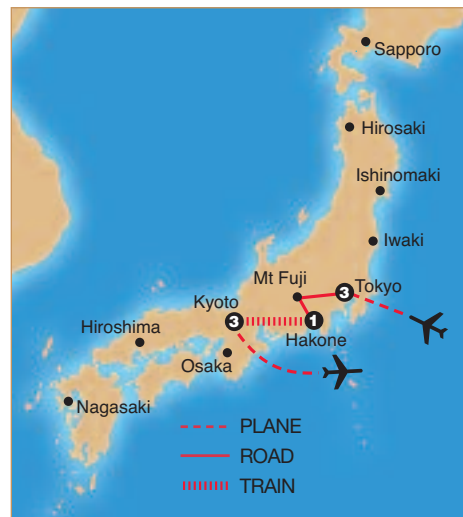 Sapporo
Hirosaki
Ishinomaki
Iwaki
Mt Fuji
3
Tokyo
Kyoto
3
1
Hiroshima
Hakone
Osaka
Nagasaki
PLANE
ROAD
TRAIN